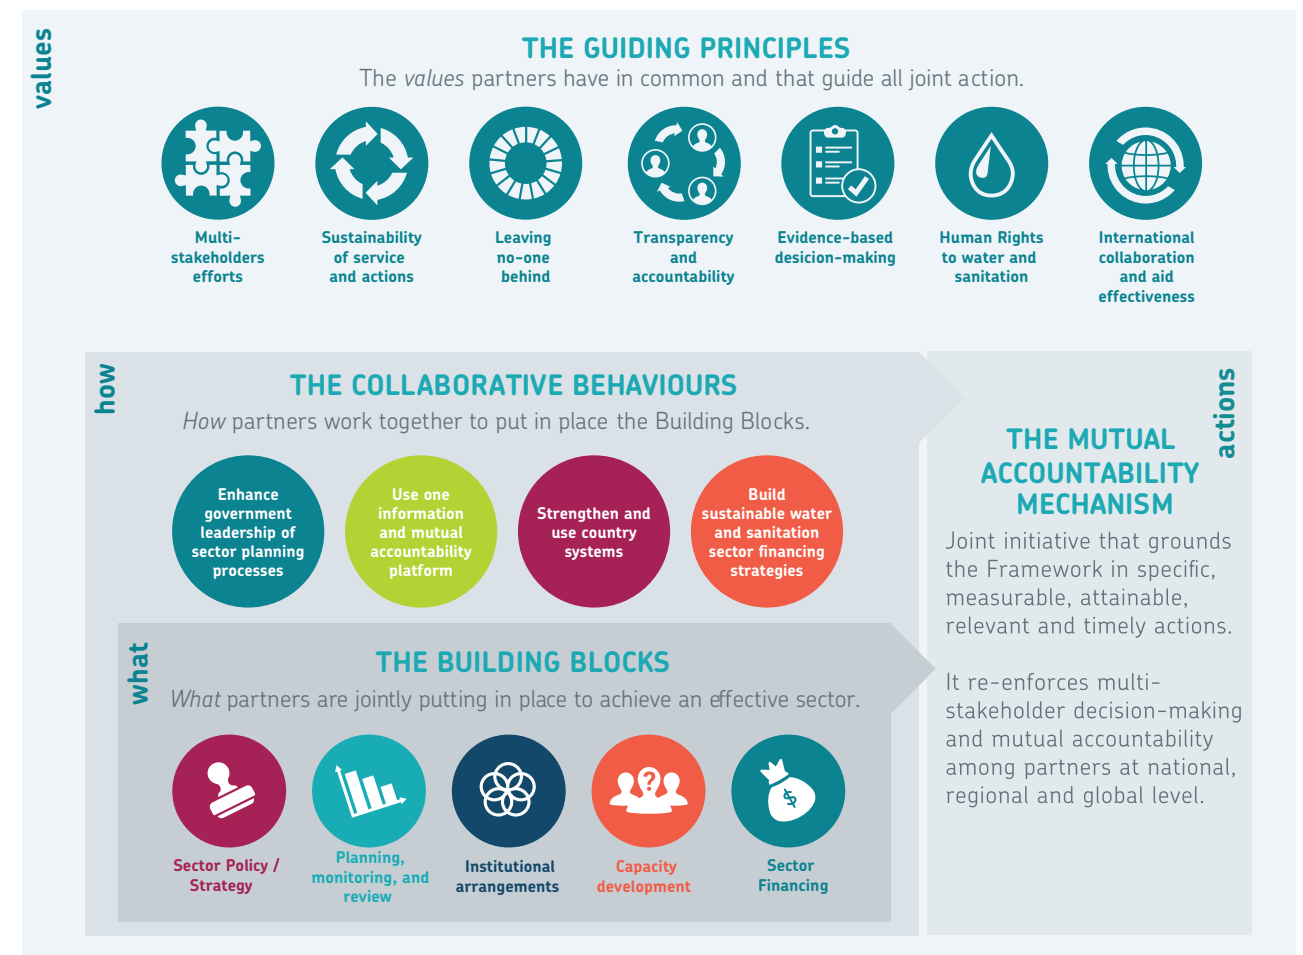 values
THE GUIDING PRINCIPLES
The values partners have in common and that guide all joint action.
Multi-
stakeholders
efforts
Sustainability
of service
and actions
Leaving
no-one
behind
Transparency
and
accountability
Evidence-based
desicion-making
Human Rights
to water and
sanitation
International
collaboration
and aid
effectiveness
how
THE COLLABORATIVE BEHAVIOURS
How partners work together to put in place the Building Blocks.
Enhance
government
leadership of
sector planning
processes
Use one
information
and mutual
accountability
platform
Strengthen and
use country
systems
Build
sustainable water
and sanitation
sector financing
strategies
what
THE BUILDING BLOCKS
What partners are jointly putting in place to achieve an effective sector.
?
$
Sector Policy /
Strategy
Planning,
monitoring, and
review
Institutional
arrangements
Capacity
development
Sector
Financing
actions
THE MUTUAL
ACCOUNTABILITY
MECHANISM
Joint initiative that grounds
the Framework in specific,
measurable, attainable,
relevant and timely actions.
It re-enforces multi-
stakeholder decision-making
and mutual accountability
among partners at national,
regional and global level.